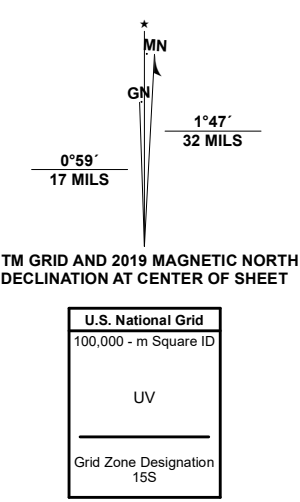 MN
GN
1°47´
32 MILS
0°59´
17 MILS
TM GRID AND 2019 MAGNETIC NORTH
DECLINATION AT CENTER OF SHEET
U.S. National Grid
100,000 - m Square ID
UV
Grid Zone Designation
15S